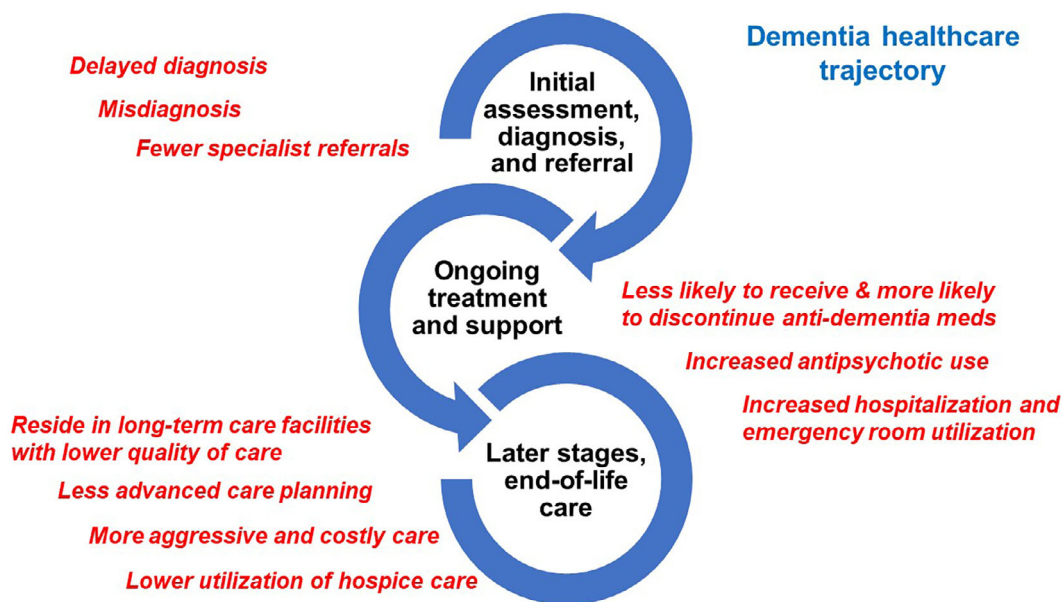 Dementia healthcare
trajectory
Delayed diagnosis
Misdiagnosis
Fewer specialist referrals
Initial
assessment,
diagnosis,
and referral
Ongoing
treatment
and support
Less likely to receive & more likely
to discontinue anti-dementia meds
Increased antipsychotic use
Increased hospitalization and
emergency room utilization
Reside in long-term care facilities
with lower quality of care
Less advanced care planning
More aggressive and costly care
Lower utilization of hospice care
Later stages,
end-of-life
care